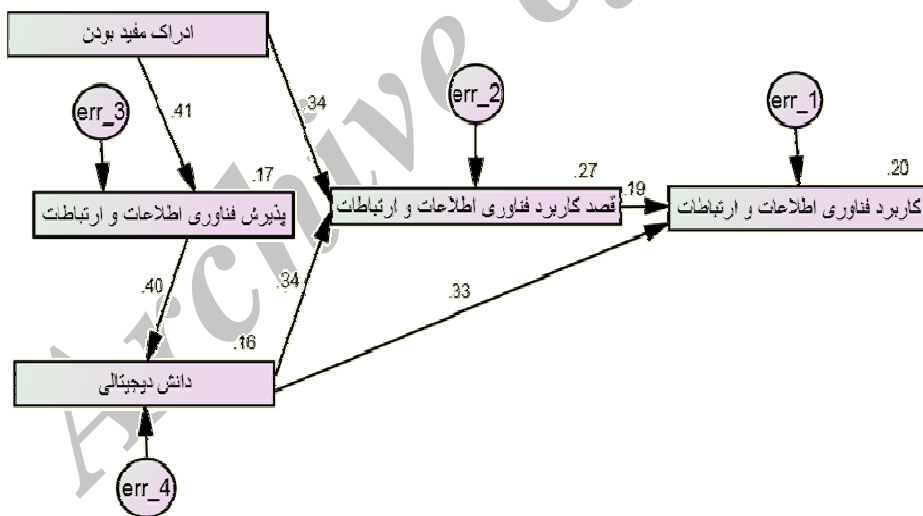 ادراک مفید بودن
err_3
.41
.34
err_2
err_1
.17
پذیرش فناوری اطلاعات و ارتباطات
.27
قصد کاربرد فناوری اطلاعات و ارتباطات
.19
.20
کاربرد فناوری اطلاعات و ارتباطات
.40
.34
.33
.16
دانش دیجیتالی
err_4
Archive of